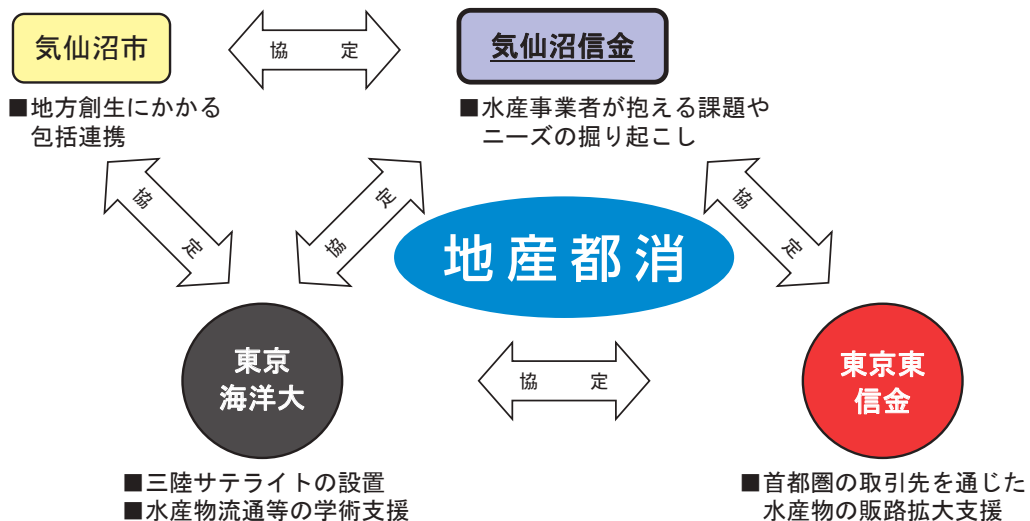 気仙沼市
協 定
気仙沼信金
■地方創生にかかる
包括連携
■水産事業者が抱える課題や
ニーズの掘り起こし
協 定
協 定
協 定
地産都消
東京
海洋大
協 定
東京東
信金
■三陸サテライトの設置
■水産物流通等の学術支援
■首都圏の取引先を通じた
水産物の販路拡大支援